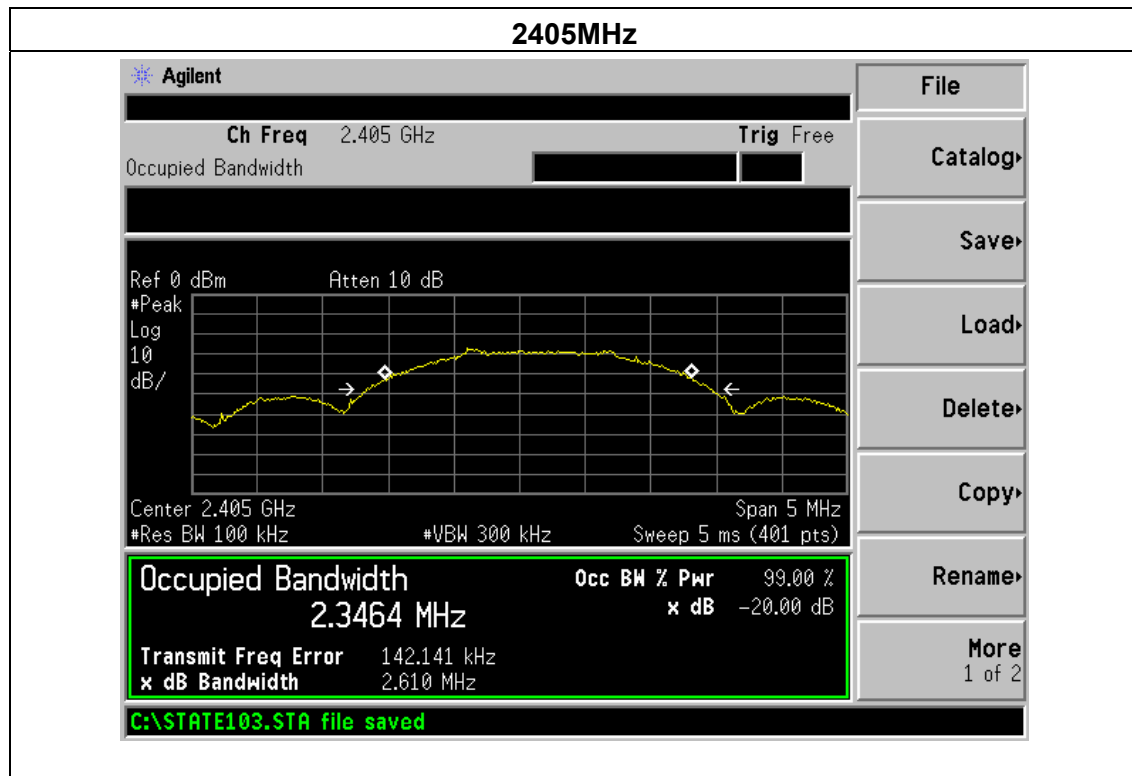 2405MHz
Agilent
File
Ch Freq 2.405 GHz Trig Free
Occupied Bandwidth
Catalog
Save
Ref 0 dBm Atten 10 dB
#Peak
Log
10
dB/
Load
Delete
Copy
Center 2.405 GHz Span 5 MHz
#Res BW 100 kHz #VBW 300 kHz Sweep 5 ms (401 pts)
Occupied Bandwidth Occ BW % Pwr 99.00 %
2.3464 MHz x dB -20.00 dB
Rename
Transmit Freq Error 142.141 kHz
x dB Bandwidth 2.610 MHz
More
1 of 2
C:\STATE103.STA file saved